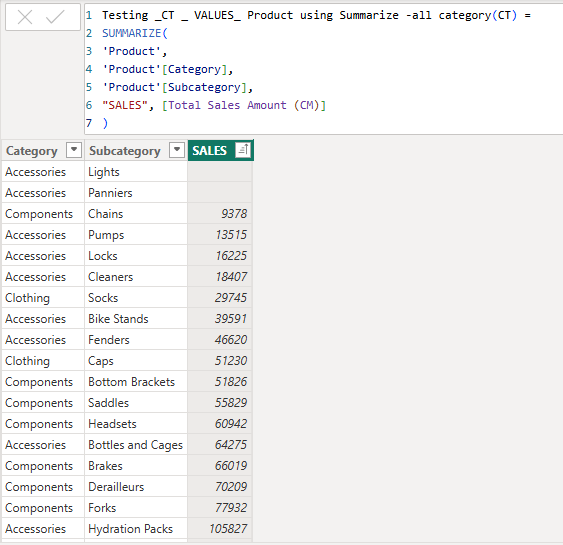 1 Testing _CT _ VALUES_ Product using Summarize -all category(CT) =
2 SUMMARIZE(
3 'Product',
4 'Product'[Category],
5 'Product'[Subcategory],
6 "SALES", [Total Sales Amount (CM)]
7 )
Category Subcategory SALES
Accessories Lights
Accessories Panniers
Components Chains 9378
Accessories Pumps 13515
Accessories Locks 16225
Accessories Cleaners 18407
Clothing Socks 29745
Accessories Bike Stands 39591
Accessories Fenders 46620
Clothing Caps 51230
Components Bottom Brackets 51826
Components Saddles 55829
Components Headsets 60942
Accessories Bottles and Cages 64275
Components Brakes 66019
Components Derailleurs 70209
Components Forks 77932
Accessories Hydration Packs 105827